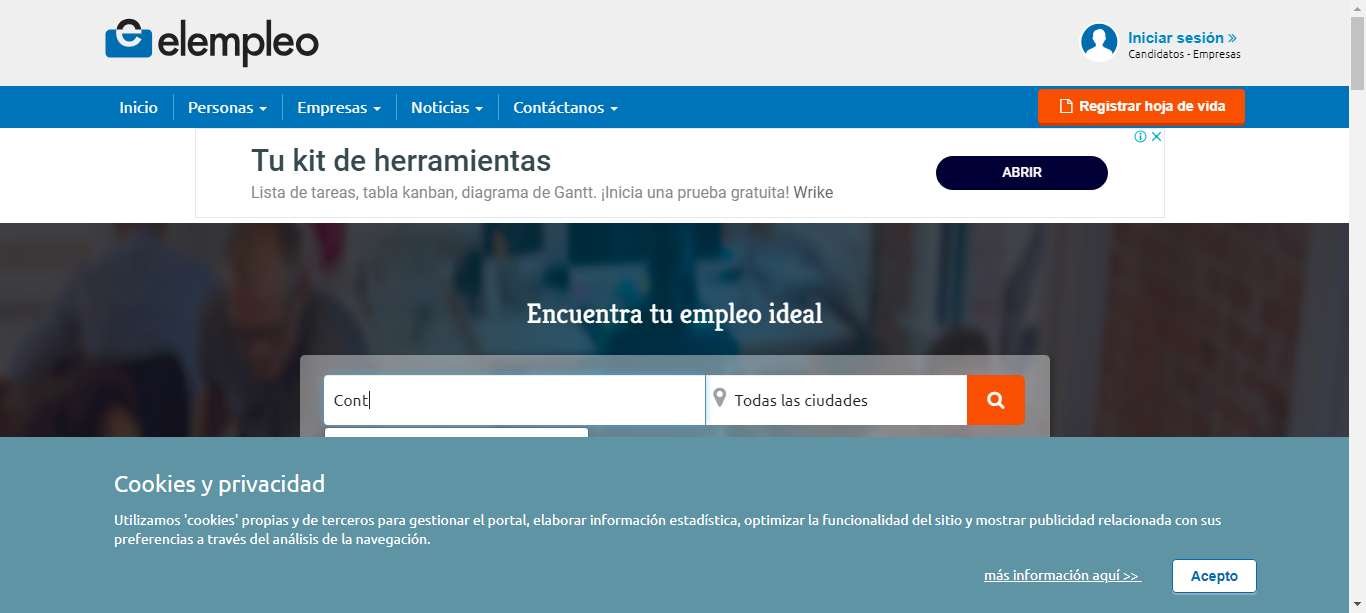 elempleo
Iniciar sesión »
Candidatos - Empresas
Inicio
Personas
Empresas
Noticias
Contáctanos
Registrar hoja de vida
Tu kit de herramientas
Lista de tareas, tabla kanban, diagrama de Gantt. ¡Inicia una prueba gratuita! Wrike
ABRIR
Encuentra tu empleo ideal
Cont
Todas las ciudades
Cookies y privacidad
Utilizamos 'cookies' propias y de terceros para gestionar el portal, elaborar información estadística, optimizar la funcionalidad del sitio y mostrar publicidad relacionada con sus
preferencias a través del análisis de la navegación.
más información aquí >>
Acepto